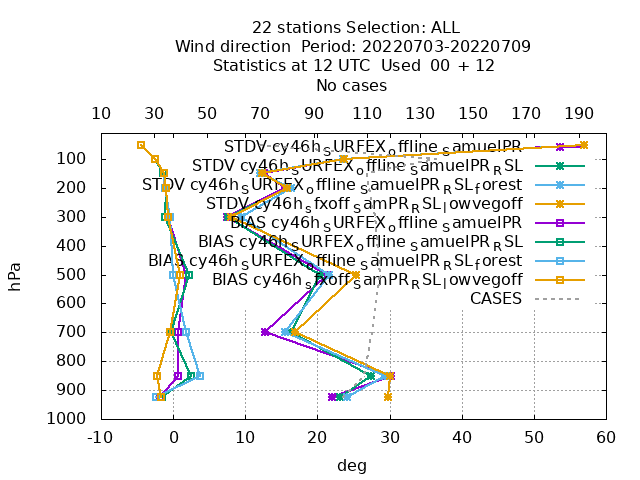 22 stations Selection: ALL
Wind direction  Period: 20220703-20220709
Statistics at 12 UTC  Used  00 + 12
No cases
10 30 50 70 90 110 130 150 170 190
STDV cy46h_SURFEX_offline_SamuelPR
STDV cy46h_SURFEX_offline_SamuelPR_RSL
STDV cy46h_SURFEX_offline_SamuelPR_RSL_forest
STDV cy46h_sfxoff_SamPR_RSL_lowvegoff
BIAS cy46h_SURFEX_offline_SamuelPR
BIAS cy46h_SURFEX_offline_SamuelPR_RSL
BIAS cy46h_SURFEX_offline_SamuelPR_RSL_forest
BIAS cy46h_sfxoff_SamPR_RSL_lowvegoff
CASES
100
200
300
400
500
600
700
800
900
1000
hPa
-10 0 10 20 30 40 50 60
deg